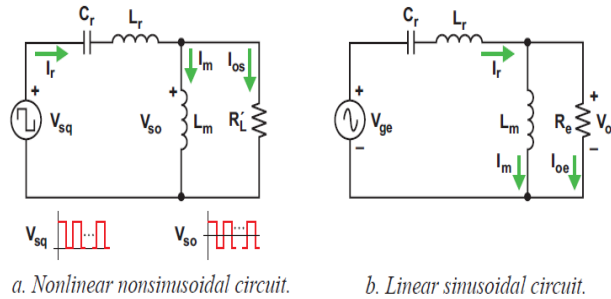 Cr Lr
Ir
Im
Ios
+
Vsq
Vso
+
Lm
R'L
Vsq
...
Vso
...
a. Nonlinear nonsinusoidal circuit.
Cr Lr
Ir
+
Vge
−
Lm
Re
+
Vo
−
Im
Ioe
b. Linear sinusoidal circuit.